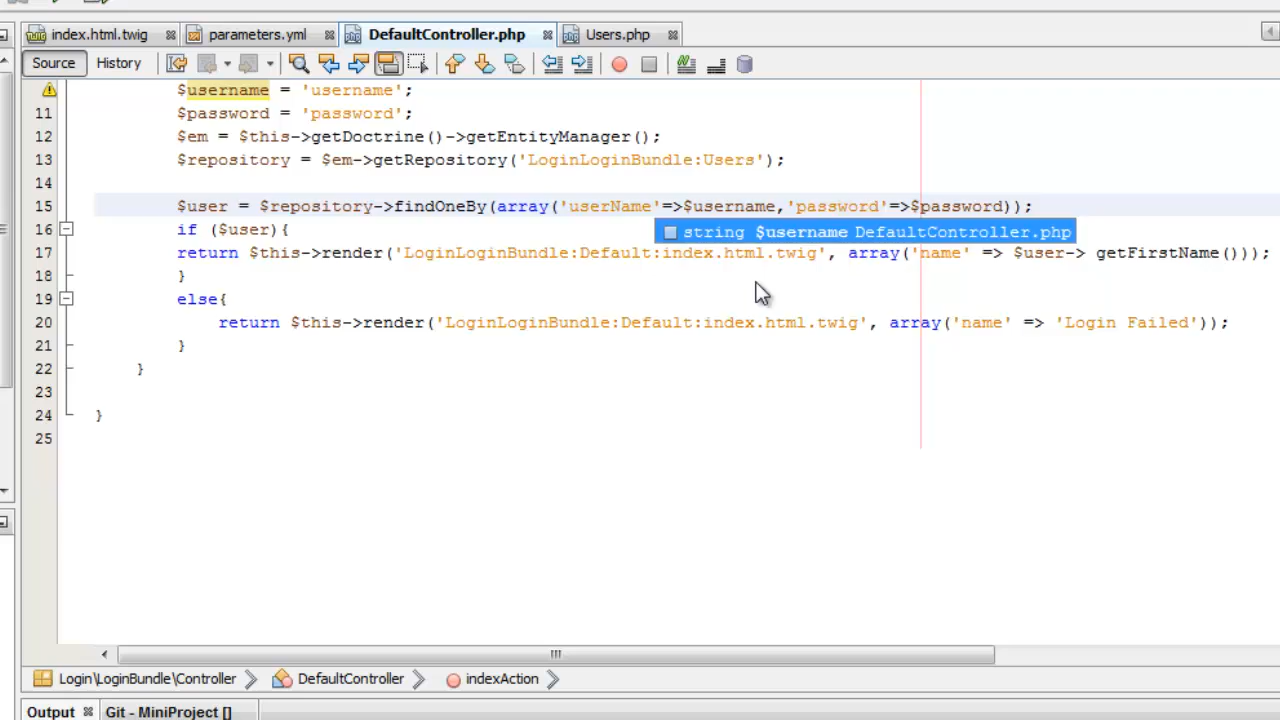 index.html.twig parameters.yml DefaultController.php Users.php
Source History
$username = 'username';
11 $password = 'password';
12 $em = $this->getDoctrine()->getEntityManager();
13 $repository = $em->getRepository('LoginLoginBundle:Users');
14
15 $user = $repository->findOneBy(array('userName'=>$username,'password'=>$password));
string $username DefaultController.php
16 if ($user){
17 return $this->render('LoginLoginBundle:Default:index.html.twig', array('name' => $user-> getFirstName()));
18 }
19 else{
20 return $this->render('LoginLoginBundle:Default:index.html.twig', array('name' => 'Login Failed'));
21 }
22 }
23
24 }
25
Login\LoginBundle\Controller DefaultController indexAction
Output Git - MiniProject []